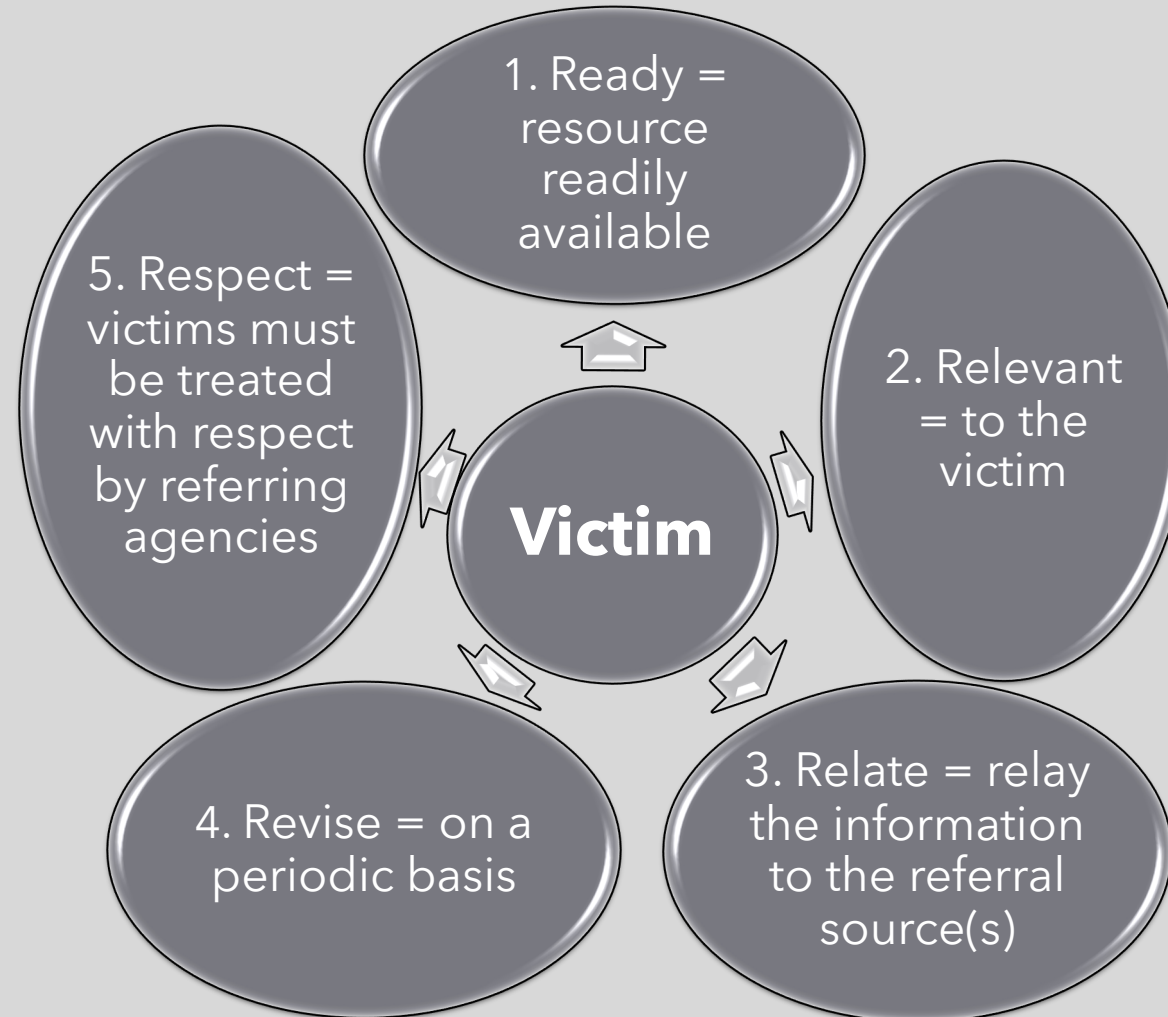 1. Ready =
resource
readily
available
2. Relevant
= to the
victim
3. Relate = relay
the information
to the referral
source(s)
4. Revise = on a
periodic basis
5. Respect =
victims must
be treated
with respect
by referring
agencies
Victim